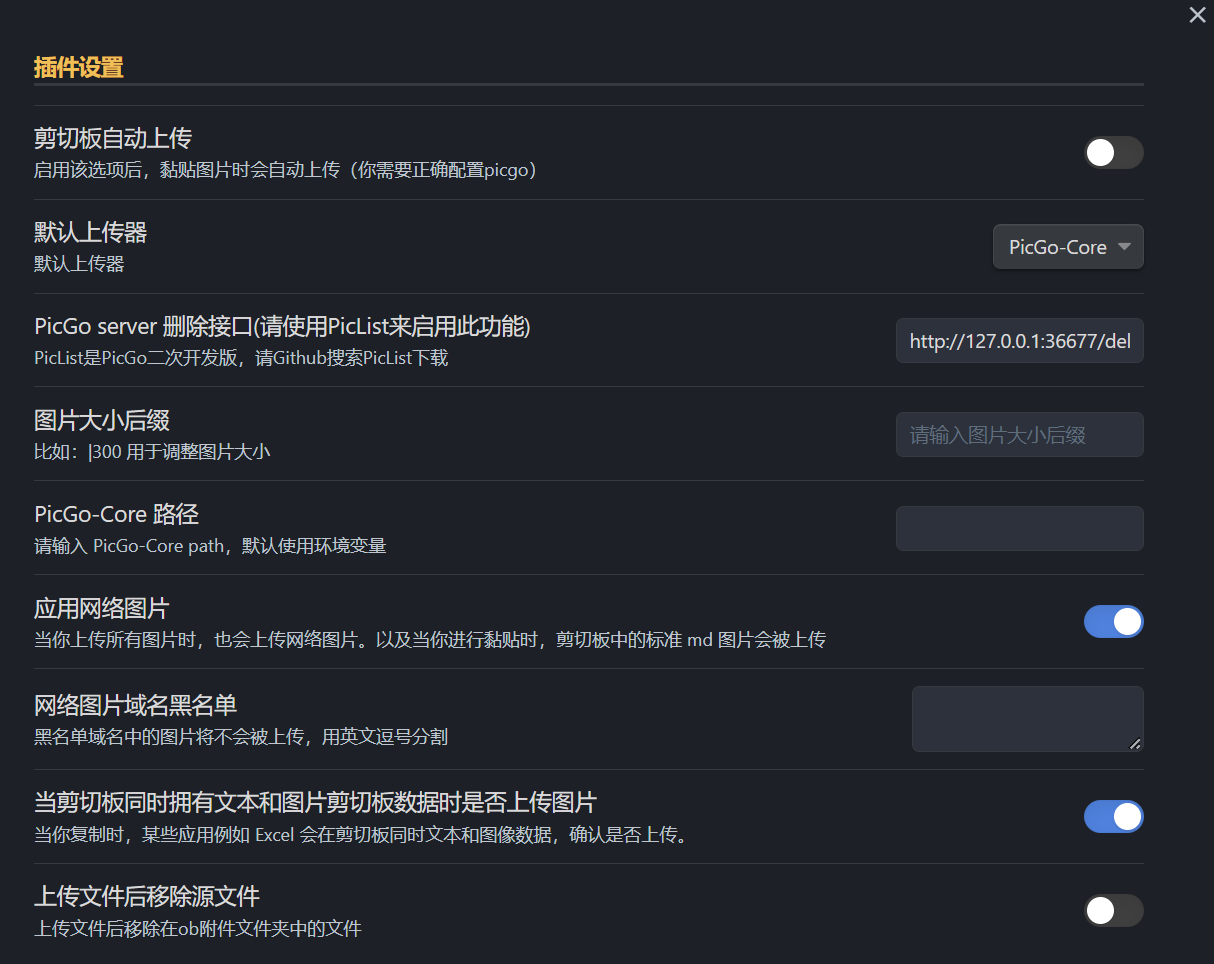 插件设置
剪切板自动上传
启用该选项后，黏贴图片时会自动上传（你需要正确配置picgo）
默认上传器
默认上传器
PicGo-Core
PicGo server 删除接口(请使用PicList来启用此功能)
PicList是PicGo二次开发版，请Github搜索PicList下载
http://127.0.0.1:36677/del
图片大小后缀
比如：|300 用于调整图片大小
请输入图片大小后缀
PicGo-Core 路径
请输入 PicGo-Core path，默认使用环境变量
应用网络图片
当你上传所有图片时，也会上传网络图片。以及当你进行黏贴时，剪切板中的标准 md 图片会被上传
网络图片域名黑名单
黑名单域名中的图片将不会被上传，用英文逗号分割
当剪切板同时拥有文本和图片剪切板数据时是否上传图片
当你复制时，某些应用例如 Excel 会在剪切板同时文本和图像数据，确认是否上传。
上传文件后移除源文件
上传文件后移除在ob附件文件夹中的文件